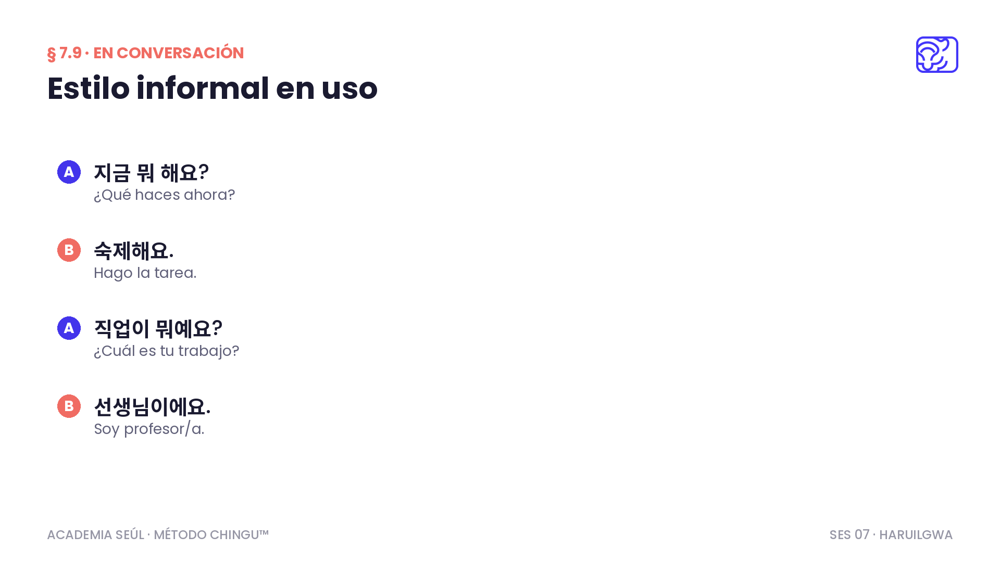 § 7.9 · EN CONVERSACIÓN
Estilo informal en uso
A 지금 뭐 해요?
¿Qué haces ahora?
B 숙제해요.
Hago la tarea.
A 직업이 뭐예요?
¿Cuál es tu trabajo?
B 선생님이에요.
Soy profesor/a.
ACADEMIA SEÚL · MÉTODO CHINGU™
SES 07 · HARUILGWA